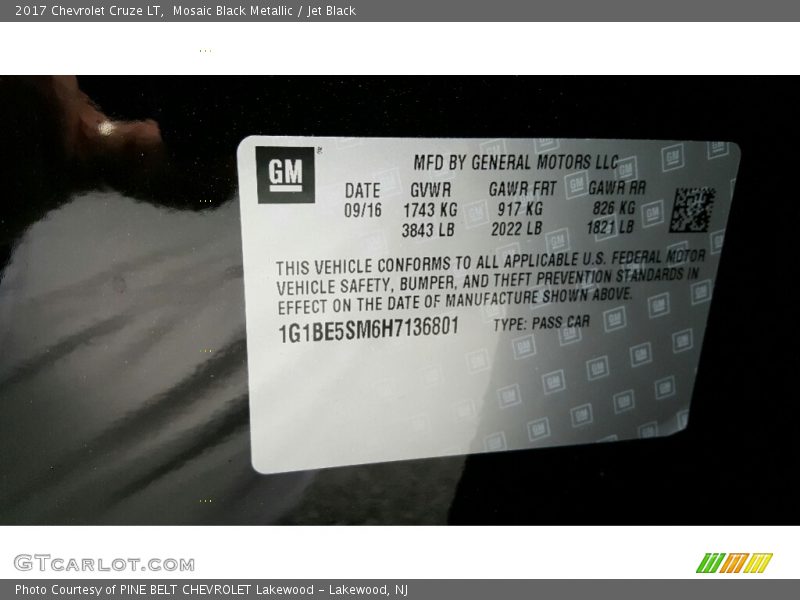 2017 Chevrolet Cruze LT,  Mosaic Black Metallic / Jet Black
GM
MFD BY GENERAL MOTORS LLC
DATE GVWR GAWR FRT GAWR RR
09/16 1743 KG 917 KG 826 KG
3843 LB 2022 LB 1821 LB
THIS VEHICLE CONFORMS TO ALL APPLICABLE U.S. FEDERAL MOTOR
VEHICLE SAFETY, BUMPER, AND THEFT PREVENTION STANDARDS IN
EFFECT ON THE DATE OF MANUFACTURE SHOWN ABOVE.
1G1BE5SM6H7136801 TYPE: PASS CAR
GTCARLOT.COM
Photo Courtesy of PINE BELT CHEVROLET Lakewood - Lakewood, NJ